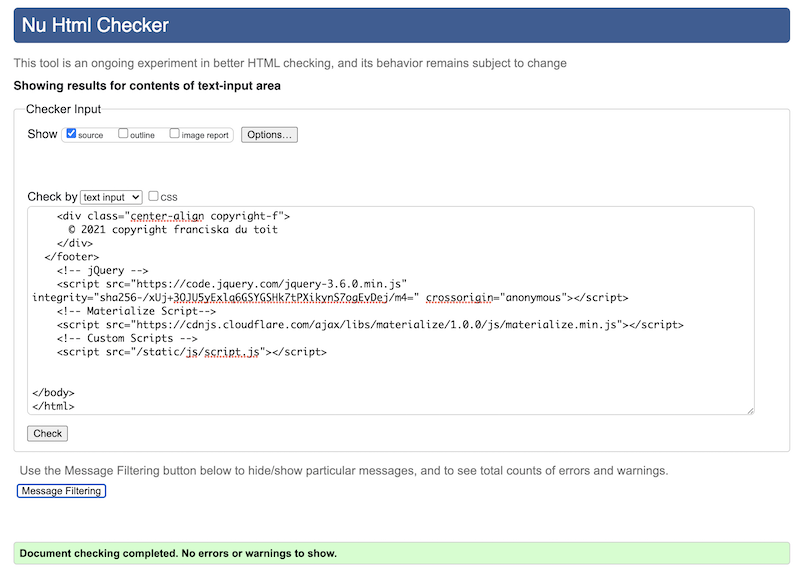 Nu Html Checker
This tool is an ongoing experiment in better HTML checking, and its behavior remains subject to change
Showing results for contents of text-input area
Checker Input
Show source outline image report Options...
Check by text input css
<div class="center-align copyright-f">
© 2021 copyright franciska du toit
</div>
</footer>
<!-- jQuery -->
<script src="https://code.jquery.com/jquery-3.6.0.min.js"
integrity="sha256-/xUj+3OJU5yExlq6GSYGSHk7tPXikynS7ogEvDej/m4=" crossorigin="anonymous"></script>
<!-- Materialize Script-->
<script src="https://cdnjs.cloudflare.com/ajax/libs/materialize/1.0.0/js/materialize.min.js"></script>
<!-- Custom Scripts -->
<script src="/static/js/script.js"></script>
</body>
</html>
Check
Use the Message Filtering button below to hide/show particular messages, and to see total counts of errors and warnings.
Message Filtering
Document checking completed. No errors or warnings to show.